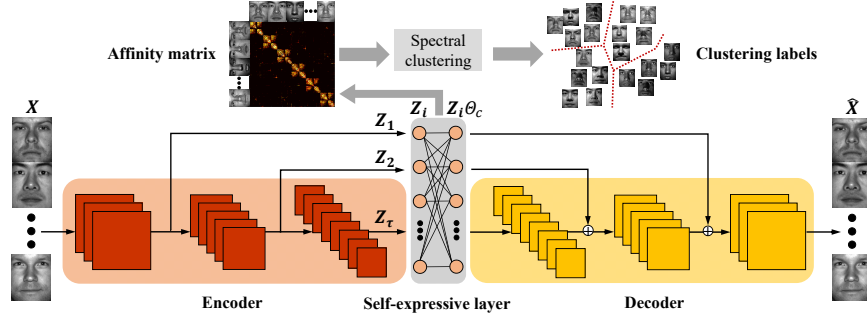 Affinity matrix
Spectral
clustering
Clustering labels
X
Z_i Z_iΘ_c
X̂
Z_1
Z_2
Z_τ
Encoder
Self-expressive layer
Decoder